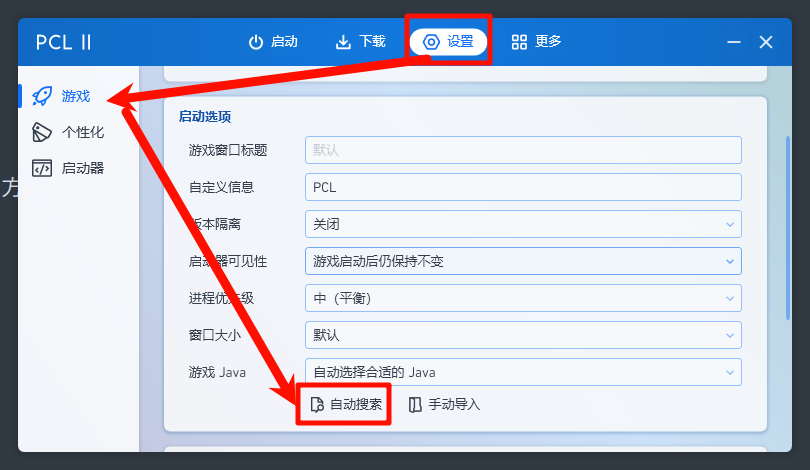 PCL II
启动
下载
设置
更多
游戏
个性化
启动器
方
启动选项
游戏窗口标题
默认
自定义信息
PCL
版本隔离
关闭
启动器可见性
游戏启动后仍保持不变
进程优先级
中（平衡）
窗口大小
默认
游戏 Java
自动选择合适的 Java
自动搜索
手动导入